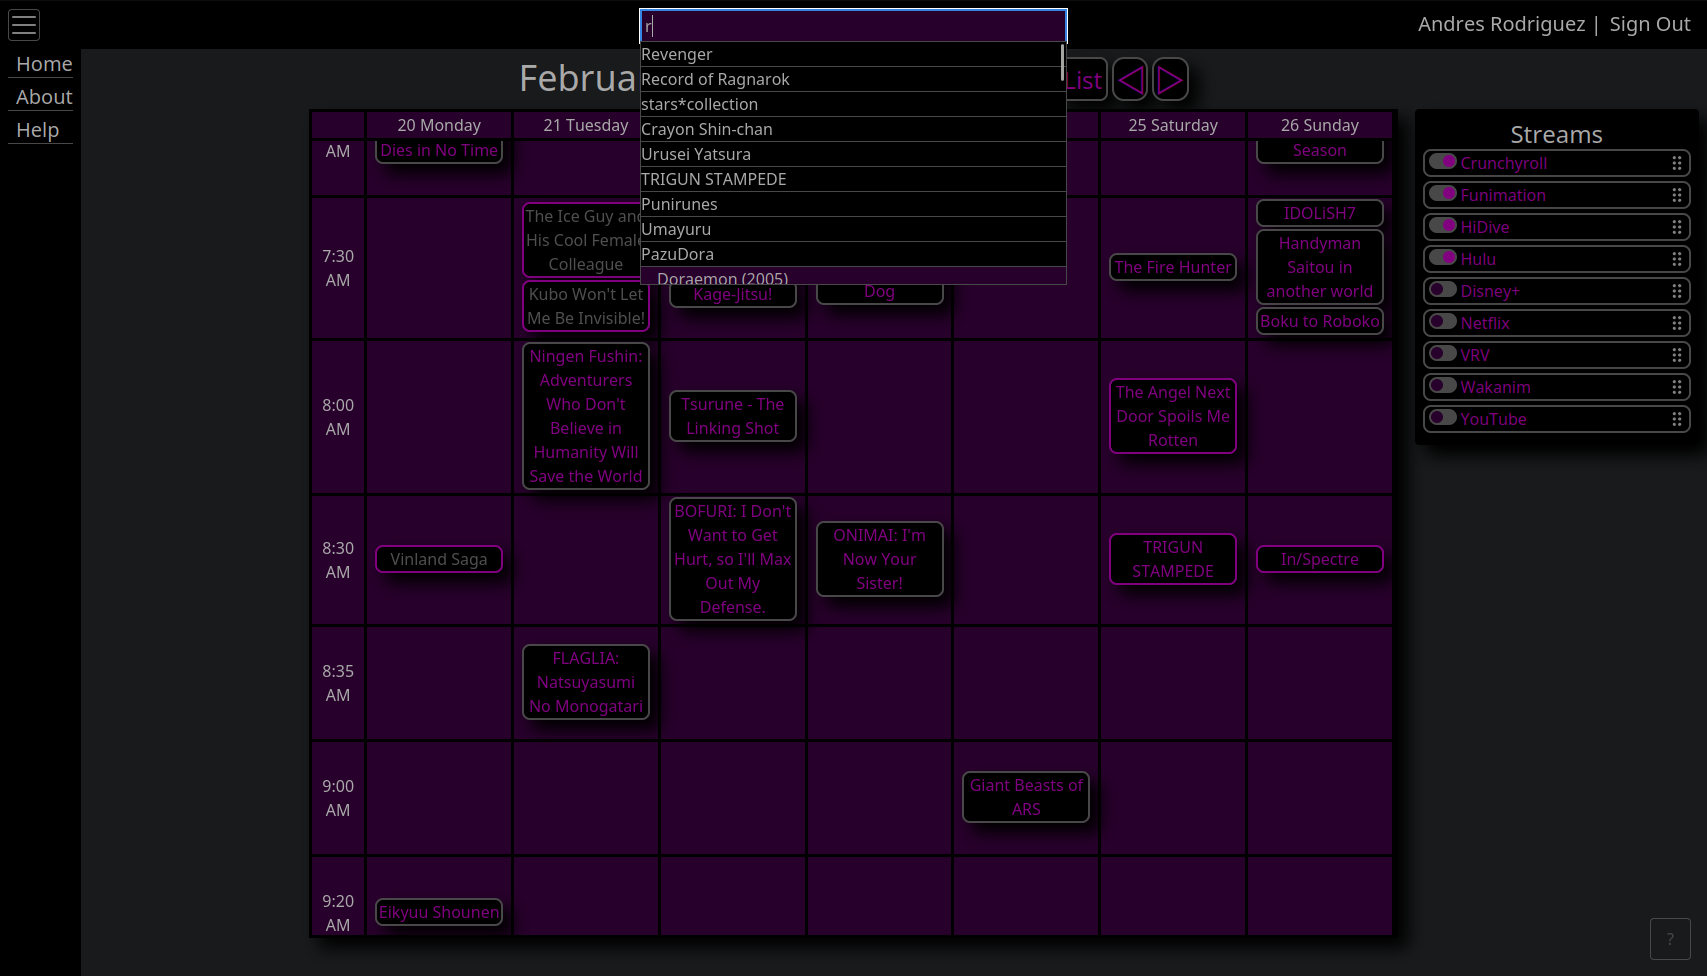 r
Andres Rodriguez | Sign Out
Home
About
Help
Februa
List
Revenger
Record of Ragnarok
stars*collection
Crayon Shin-chan
Urusei Yatsura
TRIGUN STAMPEDE
Punirunes
Umayuru
PazuDora
Doraemon (2005)
20 Monday
21 Tuesday
25 Saturday
26 Sunday
AM
Dies in No Time
Season
7:30
AM
The Ice Guy and
His Cool Female
Colleague
Kubo Won't Let
Me Be Invisible!
Kage-Jitsu!
Dog
The Fire Hunter
IDOLiSH7
Handyman
Saitou in
another world
Boku to Roboko
8:00
AM
Ningen Fushin:
Adventurers
Who Don't
Believe in
Humanity Will
Save the World
Tsurune - The
Linking Shot
The Angel Next
Door Spoils Me
Rotten
8:30
AM
Vinland Saga
BOFURI: I Don't
Want to Get
Hurt, so I'll Max
Out My
Defense.
ONIMAI: I'm
Now Your
Sister!
TRIGUN
STAMPEDE
In/Spectre
8:35
AM
FLAGLIA:
Natsuyasumi
No Monogatari
9:00
AM
Giant Beasts of
ARS
9:20
AM
Eikyuu Shounen
Streams
Crunchyroll
Funimation
HiDive
Hulu
Disney+
Netflix
VRV
Wakanim
YouTube
?